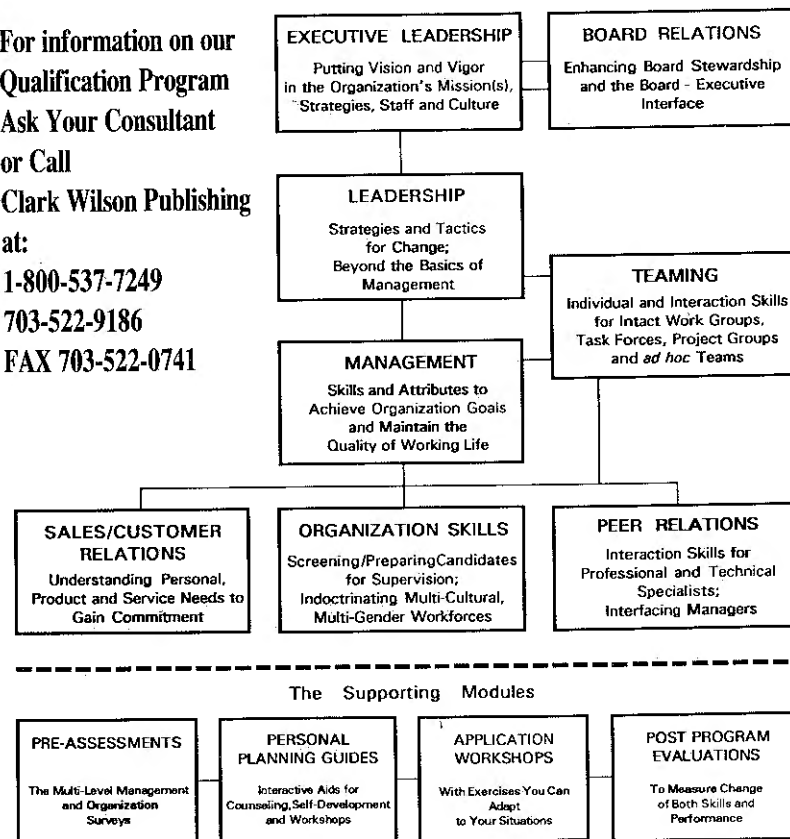 For information on our
Qualification Program
Ask Your Consultant
or Call
Clark Wilson Publishing
at:
1-800-537-7249
703-522-9186
FAX 703-522-0741
EXECUTIVE LEADERSHIP
Putting Vision and Vigor
in the Organization's Mission(s),
Strategies, Staff and Culture
BOARD RELATIONS
Enhancing Board Stewardship
and the Board - Executive
Interface
LEADERSHIP
Strategies and Tactics
for Change;
Beyond the Basics of
Management
TEAMING
Individual and Interaction Skills
for Intact Work Groups,
Task Forces, Project Groups
and ad hoc Teams
MANAGEMENT
Skills and Attributes to
Achieve Organization Goals
and Maintain the
Quality of Working Life
SALES/CUSTOMER
RELATIONS
Understanding Personal,
Product and Service Needs to
Gain Commitment
ORGANIZATION SKILLS
Screening/PreparingCandidates
for Supervision;
Indoctrinating Multi-Cultural,
Multi-Gender Workforces
PEER RELATIONS
Interaction Skills for
Professional and Technical
Specialists;
Interfacing Managers
The Supporting Modules
PRE-ASSESSMENTS
The Multi-Level Management
and Organization
Surveys
PERSONAL
PLANNING GUIDES
Interactive Aids for
Counseling,Self-Development
and Workshops
APPLICATION
WORKSHOPS
With Exercises You Can
Adapt
to Your Situations
POST PROGRAM
EVALUATIONS
To Measure Change
of Both Skills and
Performance